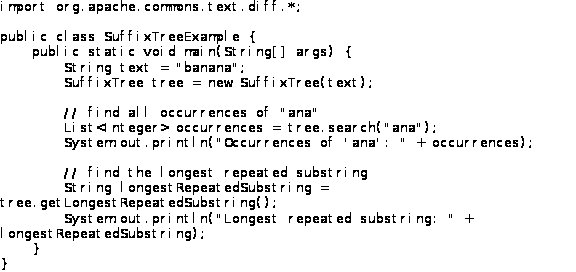 import org.apache.commons.text.diff.*;

public class SuffixTreeExample {
    public static void main(String[] args) {
        String text = "banana";
        SuffixTree tree = new SuffixTree(text);

        // find all occurrences of "ana"
        List<Integer> occurrences = tree.search("ana");
        System.out.println("Occurrences of 'ana': " + occurrences);

        // find the longest repeated substring
        String longestRepeatedSubstring =
tree.getLongestRepeatedSubstring();
        System.out.println("Longest repeated substring: " +
longestRepeatedSubstring);
    }
}